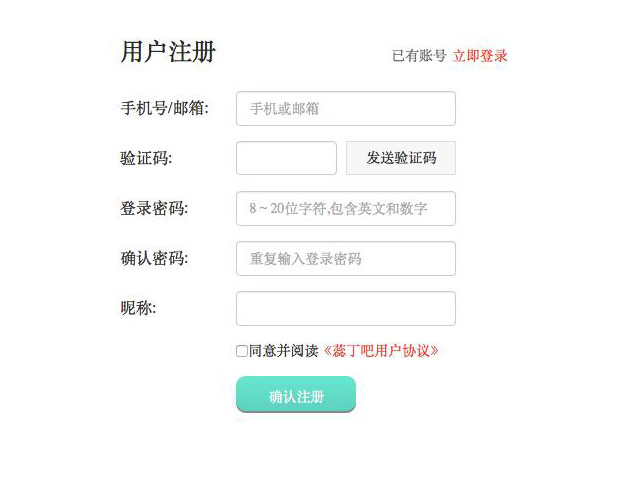 用户注册 已有账号 立即登录
手机号/邮箱: 手机或邮箱
验证码: 发送验证码
登录密码: 8～20位字符,包含英文和数字
确认密码: 重复输入登录密码
昵称:
同意并阅读《蕊丁吧用户协议》
确认注册